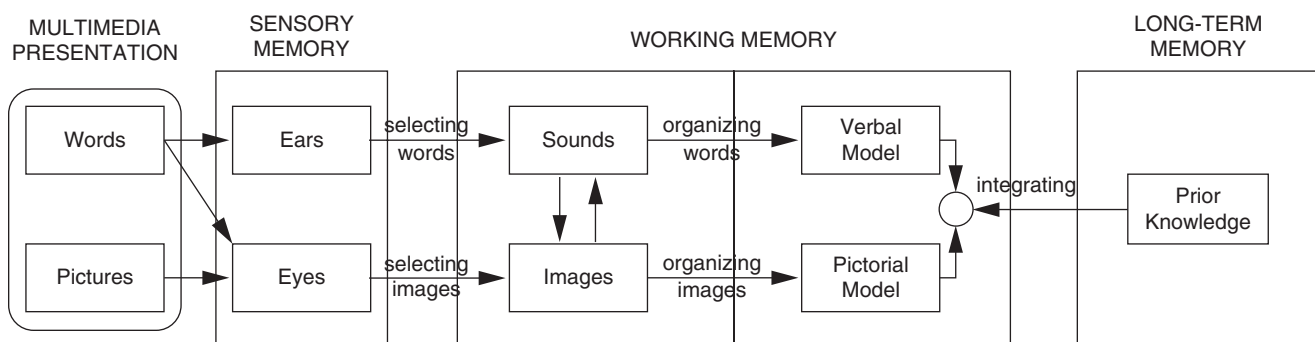 MULTIMEDIA
PRESENTATION
SENSORY
MEMORY
WORKING MEMORY
LONG-TERM
MEMORY
Words
Ears
selecting
words
Sounds
organizing
words
Verbal
Model
integrating
Prior
Knowledge
Pictures
Eyes
selecting
images
Images
organizing
images
Pictorial
Model